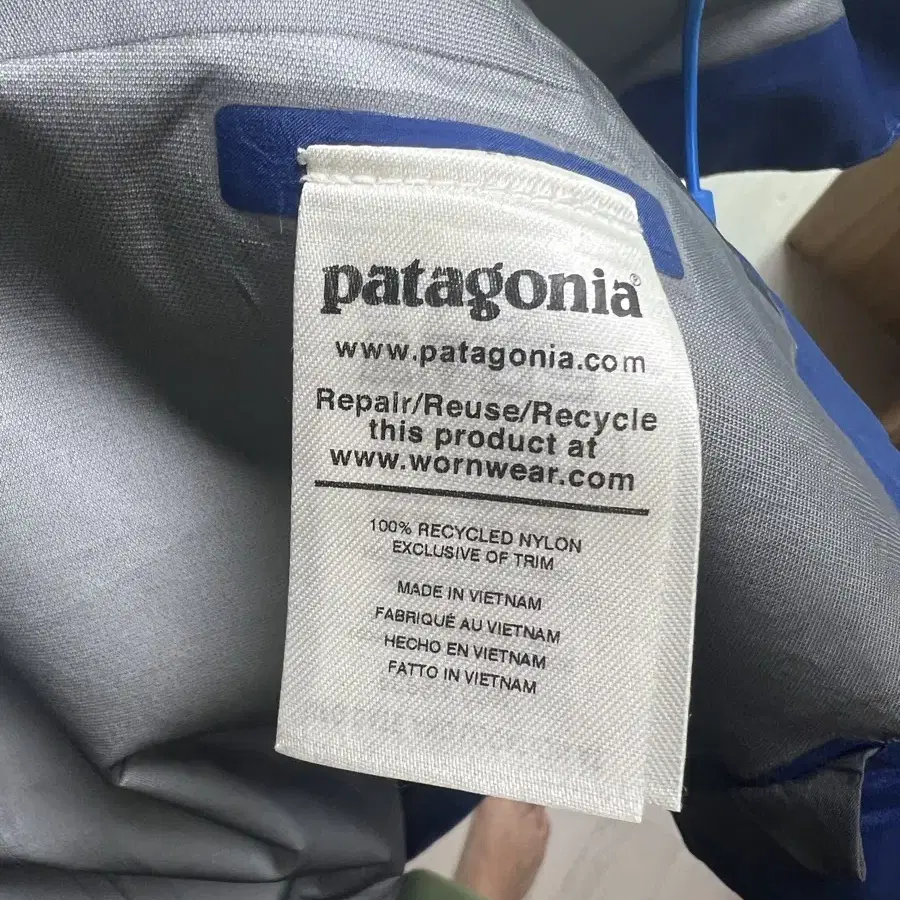 patagonia®
www.patagonia.com
Repair/Reuse/Recycle
this product at
www.wornwear.com
100% RECYCLED NYLON
EXCLUSIVE OF TRIM
MADE IN VIETNAM
FABRIQUÉ AU VIETNAM
HECHO EN VIETNAM
FATTO IN VIETNAM